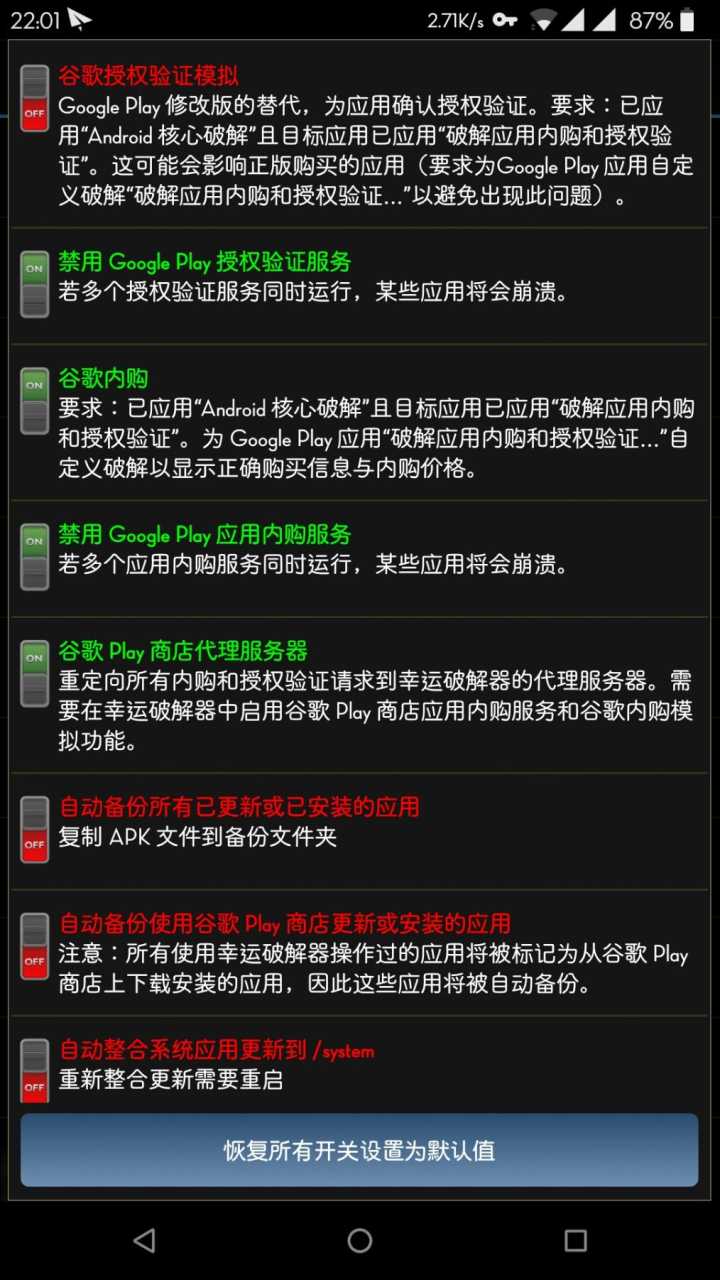 22:01
2.71K/s
87%
谷歌授权验证模拟
OFF
Google Play 修改版的替代，为应用确认授权验证。要求：已应
用“Android 核心破解”且目标应用已应用“破解应用内购和授权验
证”。这可能会影响正版购买的应用（要求为Google Play 应用自定
义破解“破解应用内购和授权验证...”以避免出现此问题）。
ON
禁用 Google Play 授权验证服务
若多个授权验证服务同时运行，某些应用将会崩溃。
谷歌内购
ON
要求：已应用“Android 核心破解”且目标应用已应用“破解应用内购
和授权验证”。为 Google Play 应用“破解应用内购和授权验证...”自
定义破解以显示正确购买信息与内购价格。
禁用 Google Play 应用内购服务
ON
若多个应用内购服务同时运行，某些应用将会崩溃。
谷歌 Play 商店代理服务器
ON
重定向所有内购和授权验证请求到幸运破解器的代理服务器。需
要在幸运破解器中启用谷歌 Play 商店应用内购服务和谷歌内购模
拟功能。
自动备份所有已更新或已安装的应用
OFF
复制 APK 文件到备份文件夹
自动备份使用谷歌 Play 商店更新或安装的应用
OFF
注意：所有使用幸运破解器操作过的应用将被标记为从谷歌 Play
商店上下载安装的应用，因此这些应用将被自动备份。
自动整合系统应用更新到 /system
OFF
重新整合更新需要重启
恢复所有开关设置为默认值